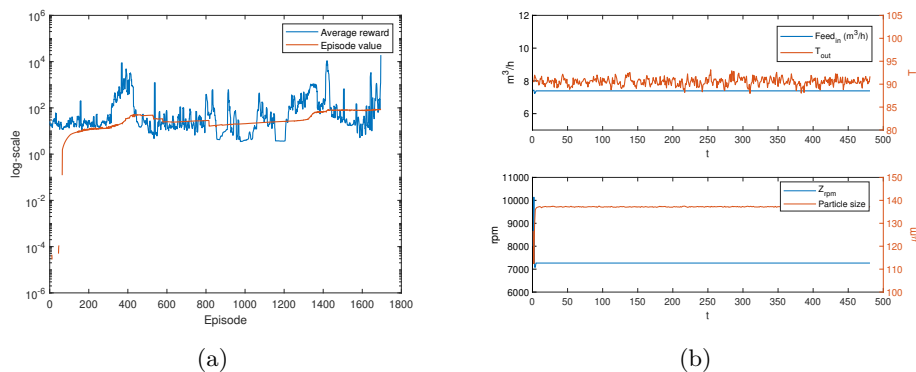 Average reward
Episode value
10^6
10^4
10^2
10^0
10^-2
10^-4
10^-6
log-scale
0 200 400 600 800 1000 1200 1400 1600 1800
Episode
(a)
Feed_in (m^3/h)
T_out
12
10
8
6
m^3/h
105
100
95
90
85
80
T
0 50 100 150 200 250 300 350 400 450 500
t
Z_rpm
Particle size
11000
10000
9000
8000
7000
6000
rpm
150
140
130
120
110
100
μm
0 50 100 150 200 250 300 350 400 450 500
t
(b)